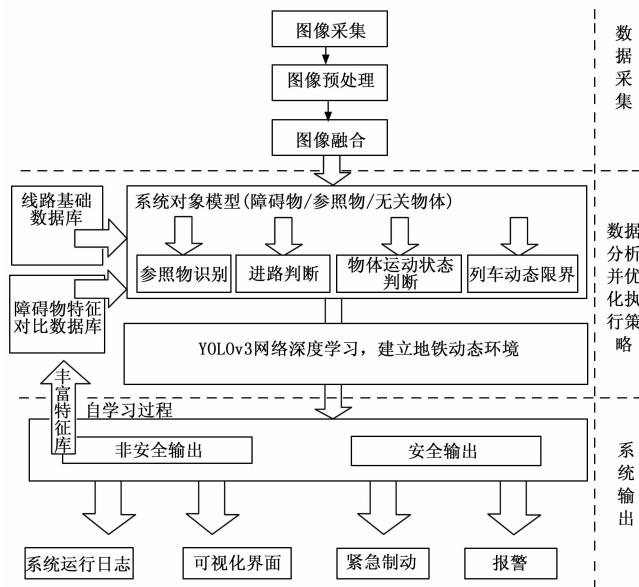 图像采集
图像预处理
图像融合
数
据
采
集
线路基础
数据库
障碍物特征
对比数据库
系统对象模型(障碍物/参照物/无关物体)
参照物识别
进路判断
物体运动状态
判断
列车动态限界
YOLOv3网络深度学习，建立地铁动态环境
数据
分析
并优
化执
行策
略
丰
富
特
征
库
自学习过程
非安全输出
安全输出
系统运行日志
可视化界面
紧急制动
报警
系
统
输
出